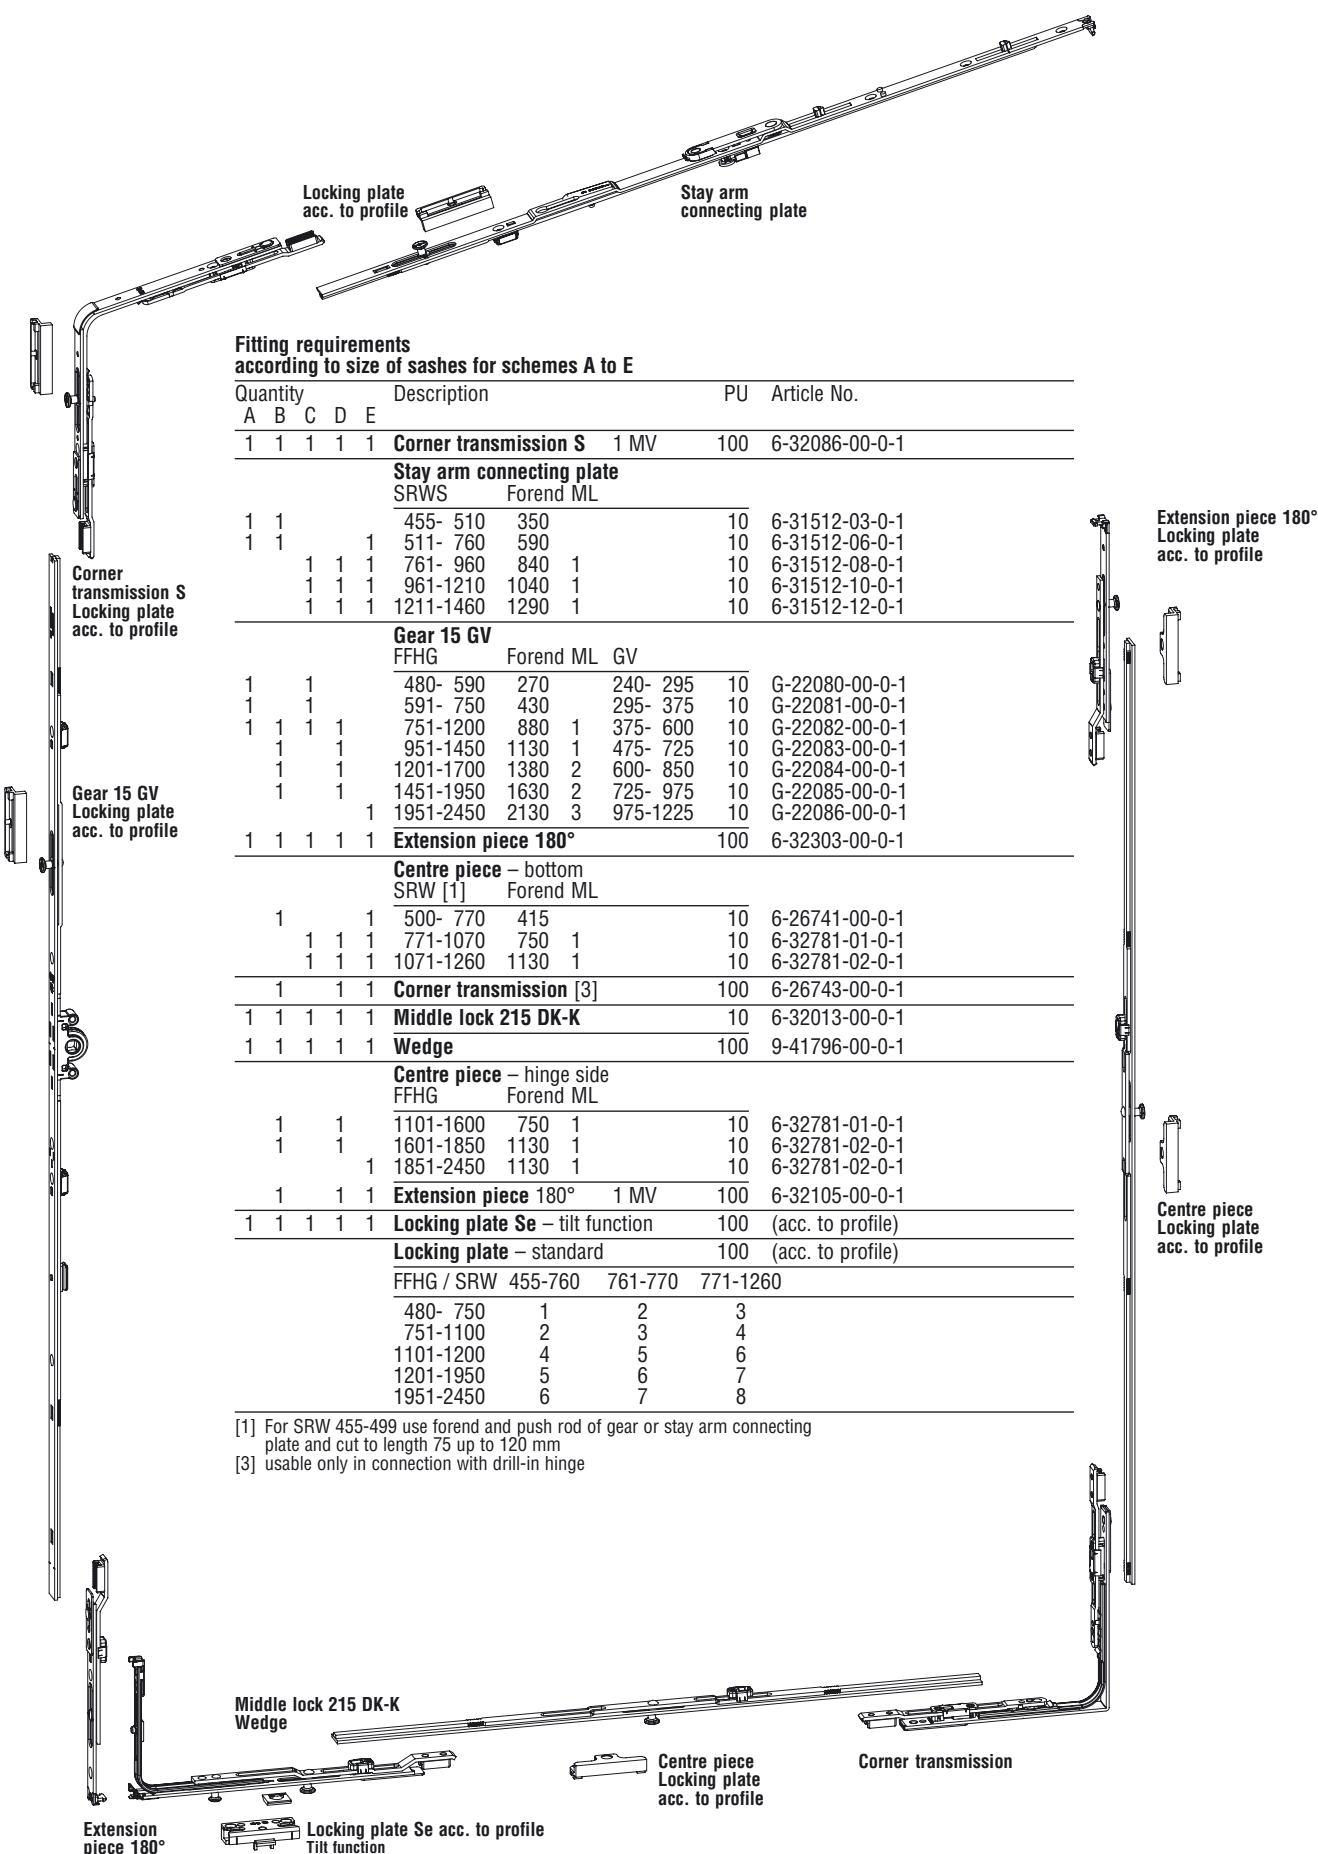 Locking plate
acc. to profile
Stay arm
connecting plate
Fitting requirements
according to size of sashes for schemes A to E
Quantity Description PU Article No.
A B C D E
1 1 1 1 1 Corner transmission S 1 MV 100 6-32086-00-0-1
Stay arm connecting plate
SRWS Forend ML
1 1 455- 510 350 10 6-31512-03-0-1
1 1 1 511- 760 590 10 6-31512-06-0-1
1 1 1 761- 960 840 1 10 6-31512-08-0-1
1 1 1 961-1210 1040 1 10 6-31512-10-0-1
1 1 1 1211-1460 1290 1 10 6-31512-12-0-1
Gear 15 GV
FFHG Forend ML GV
1 1 480- 590 270 240- 295 10 G-22080-00-0-1
1 1 591- 750 430 295- 375 10 G-22081-00-0-1
1 1 1 1 751-1200 880 1 375- 600 10 G-22082-00-0-1
1 1 951-1450 1130 1 475- 725 10 G-22083-00-0-1
1 1 1201-1700 1380 2 600- 850 10 G-22084-00-0-1
1 1 1451-1950 1630 2 725- 975 10 G-22085-00-0-1
1 1951-2450 2130 3 975-1225 10 G-22086-00-0-1
1 1 1 1 1 Extension piece 180° 100 6-32303-00-0-1
Centre piece – bottom
SRW [1] Forend ML
1 1 500- 770 415 10 6-26741-00-0-1
1 1 1 771-1070 750 1 10 6-32781-01-0-1
1 1 1 1071-1260 1130 1 10 6-32781-02-0-1
1 1 1 Corner transmission [3] 100 6-26743-00-0-1
1 1 1 1 1 Middle lock 215 DK-K 10 6-32013-00-0-1
1 1 1 1 1 Wedge 100 9-41796-00-0-1
Centre piece – hinge side
FFHG Forend ML
1 1 1101-1600 750 1 10 6-32781-01-0-1
1 1 1601-1850 1130 1 10 6-32781-02-0-1
1 1851-2450 1130 1 10 6-32781-02-0-1
1 1 1 Extension piece 180° 1 MV 100 6-32105-00-0-1
1 1 1 1 1 Locking plate Se – tilt function 100 (acc. to profile)
Locking plate – standard 100 (acc. to profile)
FFHG / SRW 455-760 761-770 771-1260
480- 750 1 2 3
751-1100 2 3 4
1101-1200 4 5 6
1201-1950 5 6 7
1951-2450 6 7 8
[1] For SRW 455-499 use forend and push rod of gear or stay arm connecting
plate and cut to length 75 up to 120 mm
[3] usable only in connection with drill-in hinge
Corner
transmission S
Locking plate
acc. to profile
Gear 15 GV
Locking plate
acc. to profile
Extension piece 180°
Locking plate
acc. to profile
Centre piece
Locking plate
acc. to profile
Middle lock 215 DK-K
Wedge
Centre piece
Locking plate
acc. to profile
Corner transmission
Extension
piece 180°
Locking plate Se acc. to profile
Tilt function